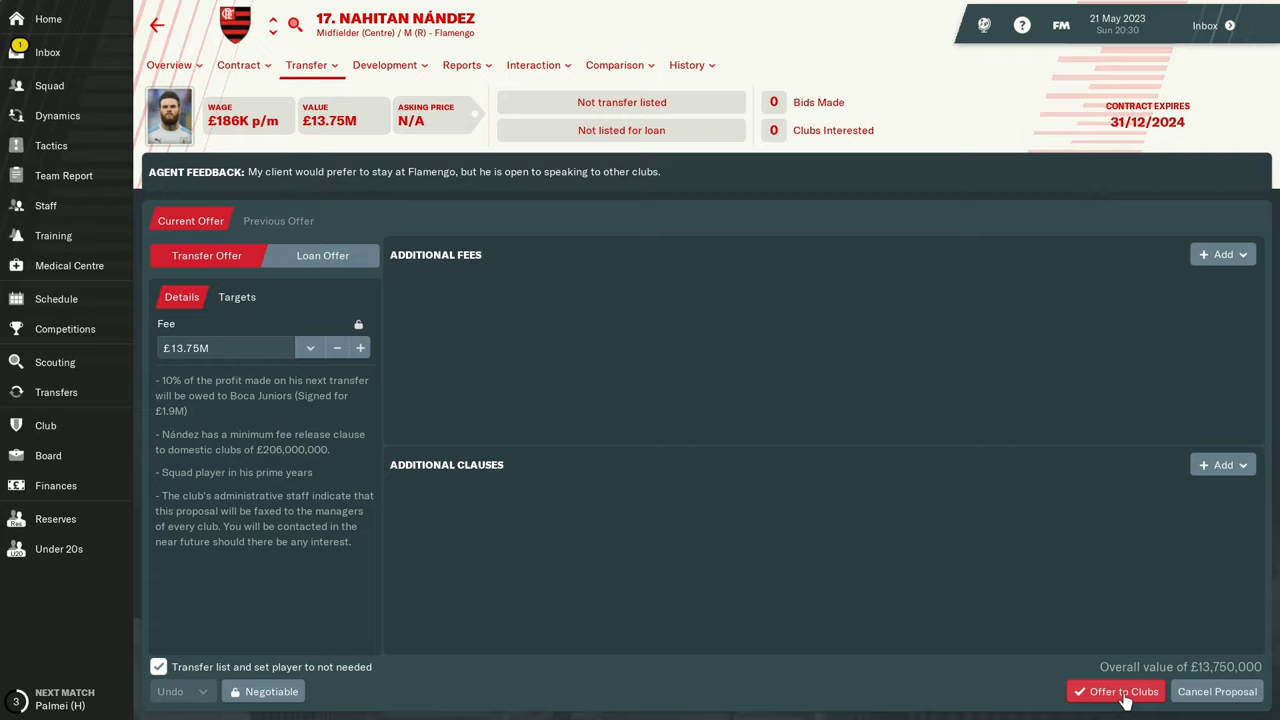 Home
1
Inbox
Squad
Dynamics
Tactics
Team Report
Staff
Training
Medical Centre
Schedule
Competitions
Scouting
Transfers
Club
Board
Finances
Res
Reserves
U20
Under 20s
3
NEXT MATCH
Palmei (H)
17. NAHITAN NÁNDEZ
Midfielder (Centre) / M (R) - Flamengo
FM
21 May 2023
Sun 20:30
Inbox
Overview
Contract
Transfer
Development
Reports
Interaction
Comparison
History
WAGE
£186K p/m
VALUE
£13.75M
ASKING PRICE
N/A
Not transfer listed
Not listed for loan
0 Bids Made
0 Clubs Interested
CONTRACT EXPIRES
31/12/2024
AGENT FEEDBACK: My client would prefer to stay at Flamengo, but he is open to speaking to other clubs.
Current Offer
Previous Offer
Transfer Offer
Loan Offer
Details
Targets
Fee
£13.75M
- 10% of the profit made on his next transfer
will be owed to Boca Juniors (Signed for
£1.9M)
- Nández has a minimum fee release clause
to domestic clubs of £206,000,000.
- Squad player in his prime years
- The club's administrative staff indicate that
this proposal will be faxed to the managers
of every club. You will be contacted in the
near future should there be any interest.
ADDITIONAL FEES
+ Add
ADDITIONAL CLAUSES
+ Add
Transfer list and set player to not needed
Overall value of £13,750,000
Undo
Negotiable
Offer to Clubs
Cancel Proposal